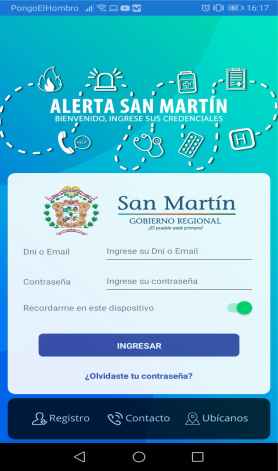 PongoElHombro
16:17
ALERTA SAN MARTÍN
BIENVENIDO, INGRESE SUS CREDENCIALES
HELP
H
San Martín
GOBIERNO REGIONAL
¡El pueblo está primero!
Dni o Email
Ingrese su Dni o Email
Contraseña
Ingrese su contraseña
Recordarme en este dispositivo
INGRESAR
¿Olvidaste tu contraseña?
Registro
Contacto
Ubícanos